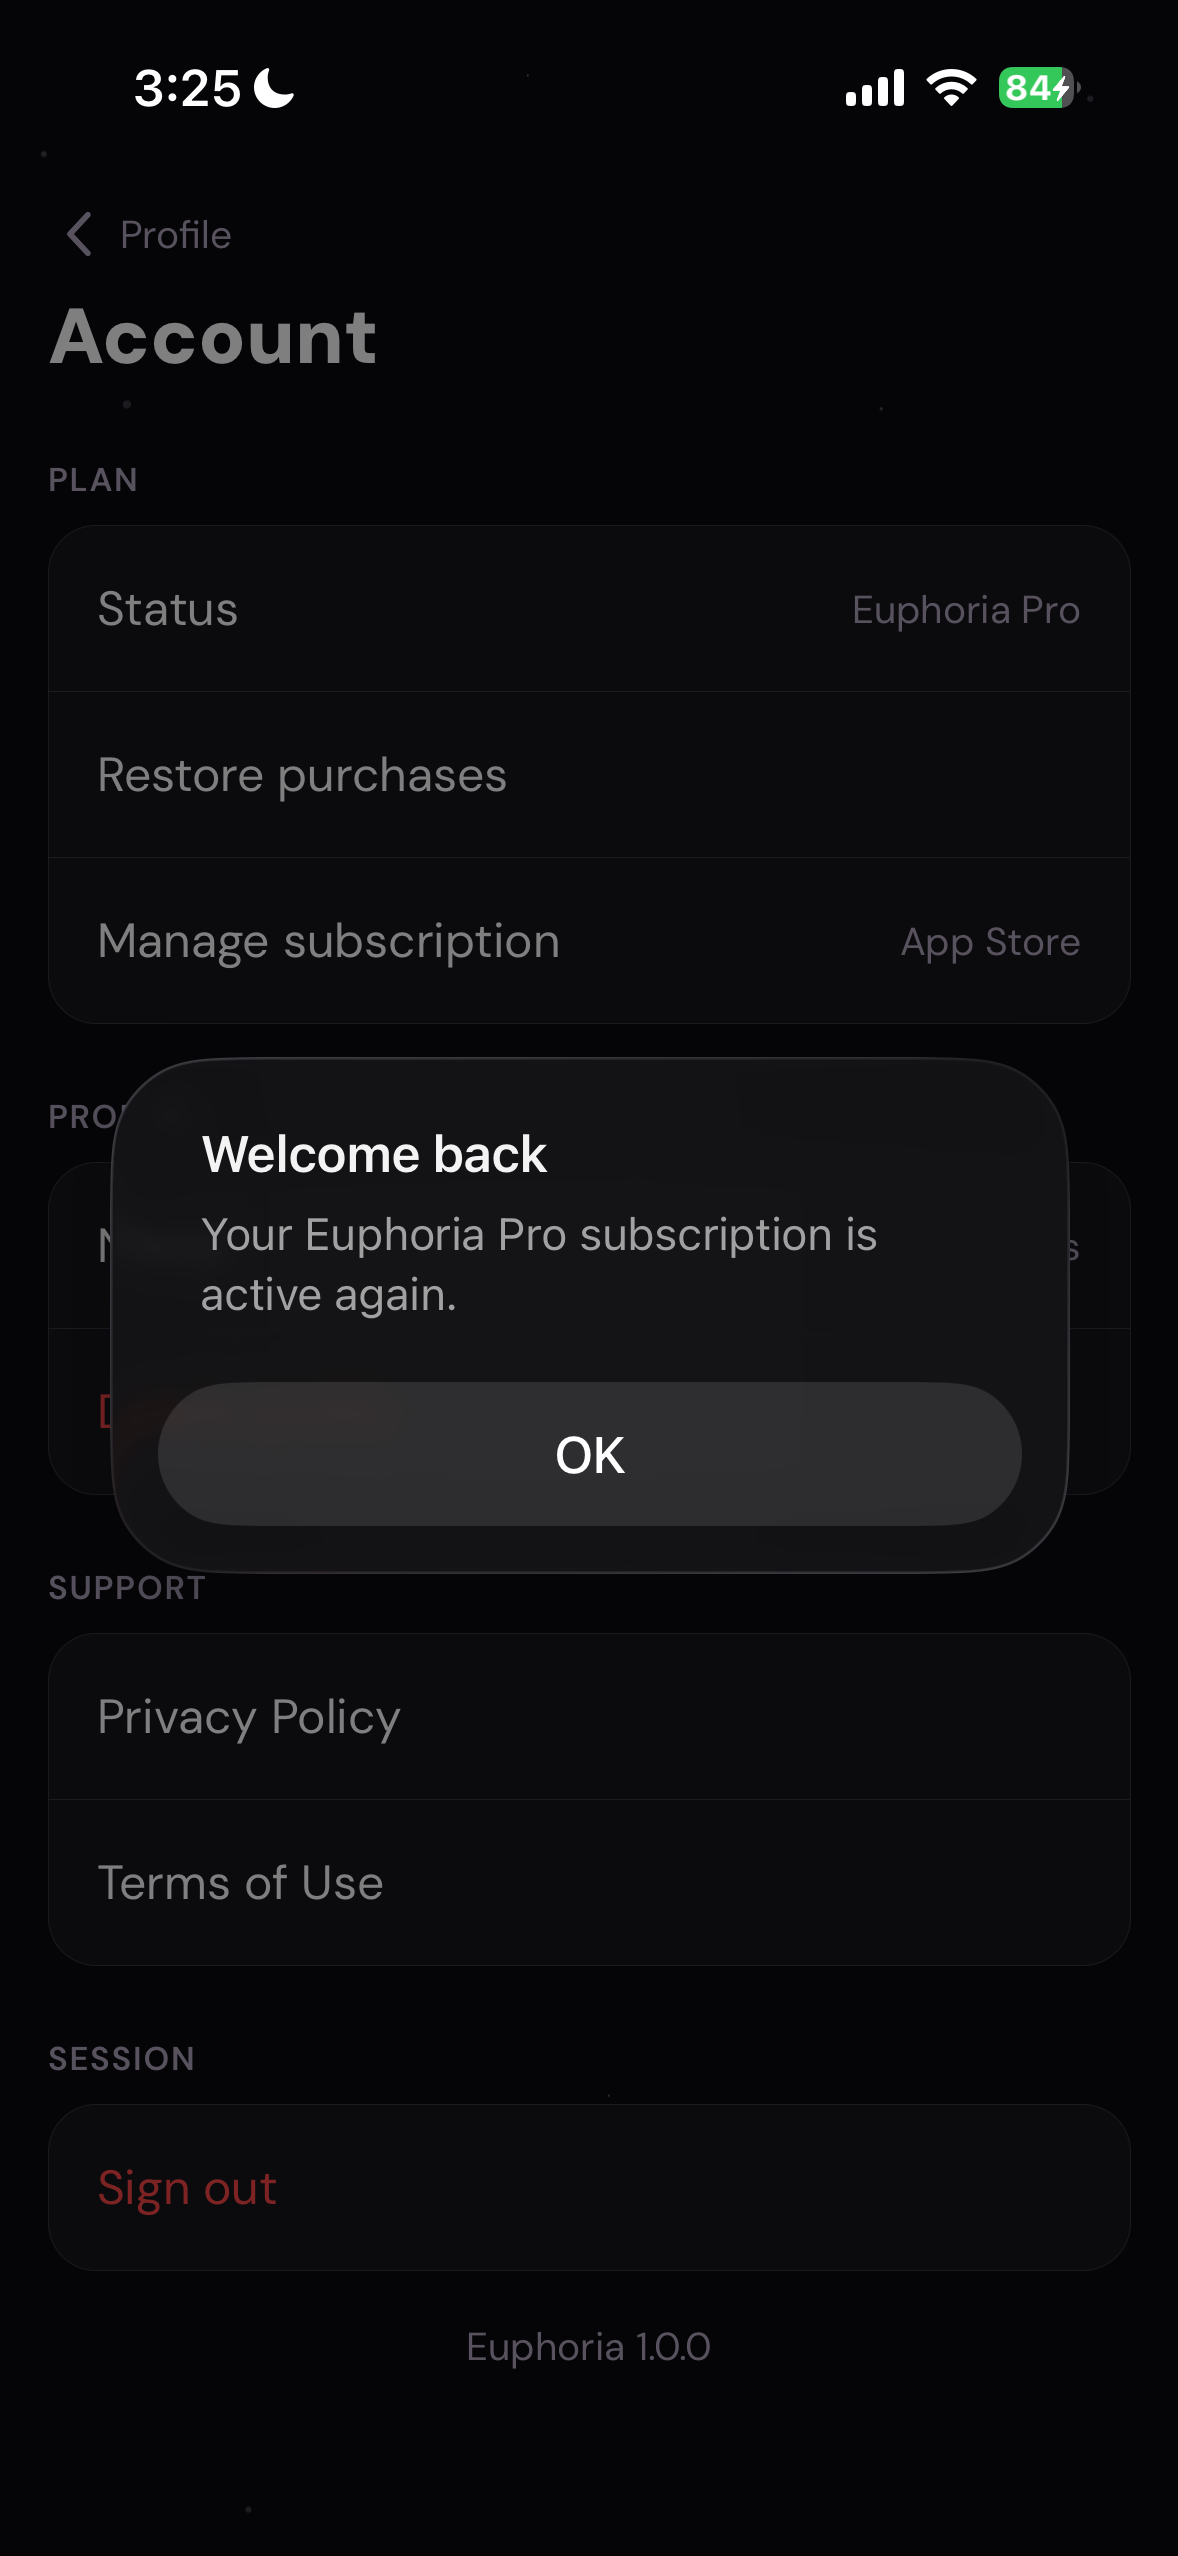 3:25
84
Profile
Account
PLAN
Status
Euphoria Pro
Restore purchases
Manage subscription
App Store
Welcome back
Your Euphoria Pro subscription is
active again.
OK
SUPPORT
Privacy Policy
Terms of Use
SESSION
Sign out
Euphoria 1.0.0